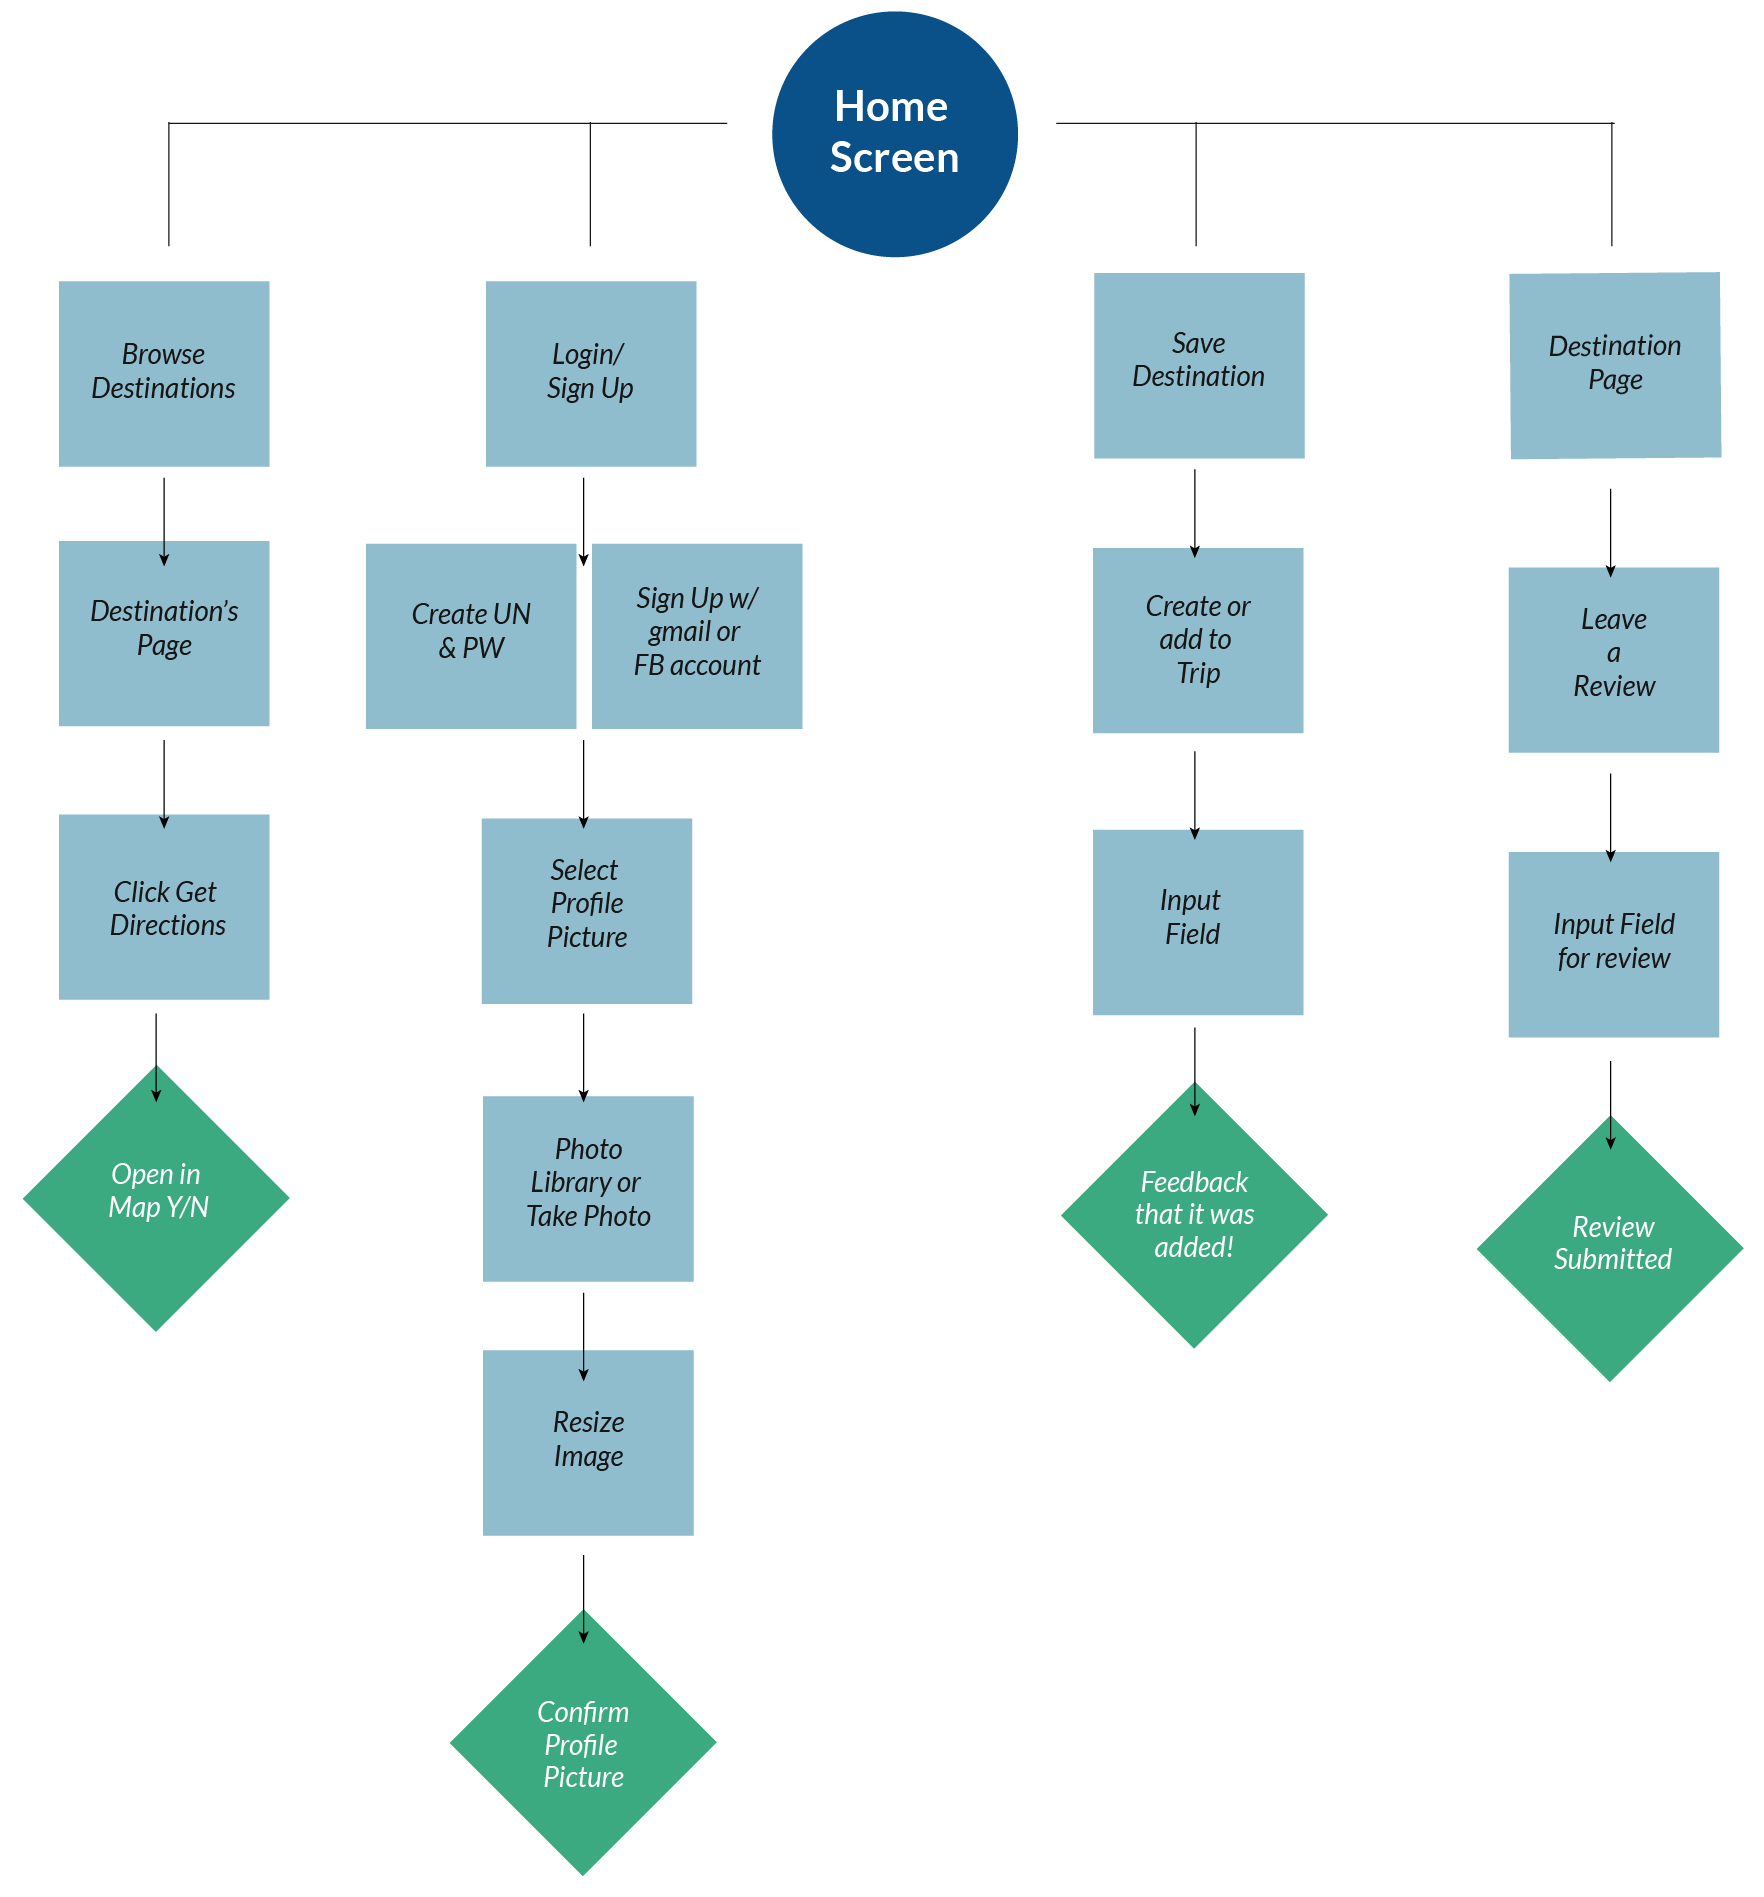 Home
Screen
Browse
Destinations
Destination's
Page
Click Get
Directions
Open in
Map Y/N
Login/
Sign Up
Create UN
& PW
Sign Up w/
gmail or
FB account
Select
Profile
Picture
Photo
Library or
Take Photo
Resize
Image
Confirm
Profile
Picture
Save
Destination
Create or
add to
Trip
Input
Field
Feedback
that it was
added!
Destination
Page
Leave
a
Review
Input Field
for review
Review
Submitted